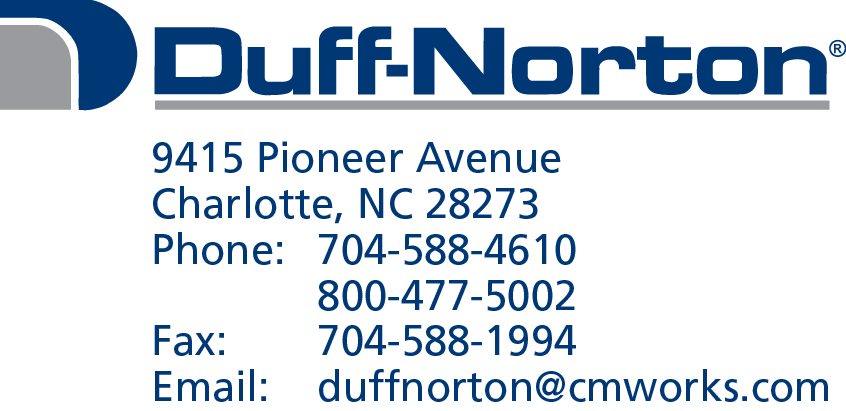 Duff-Norton®
9415 Pioneer Avenue
Charlotte, NC 28273
Phone: 704-588-4610
800-477-5002
Fax: 704-588-1994
Email: duffnorton@cmworks.com